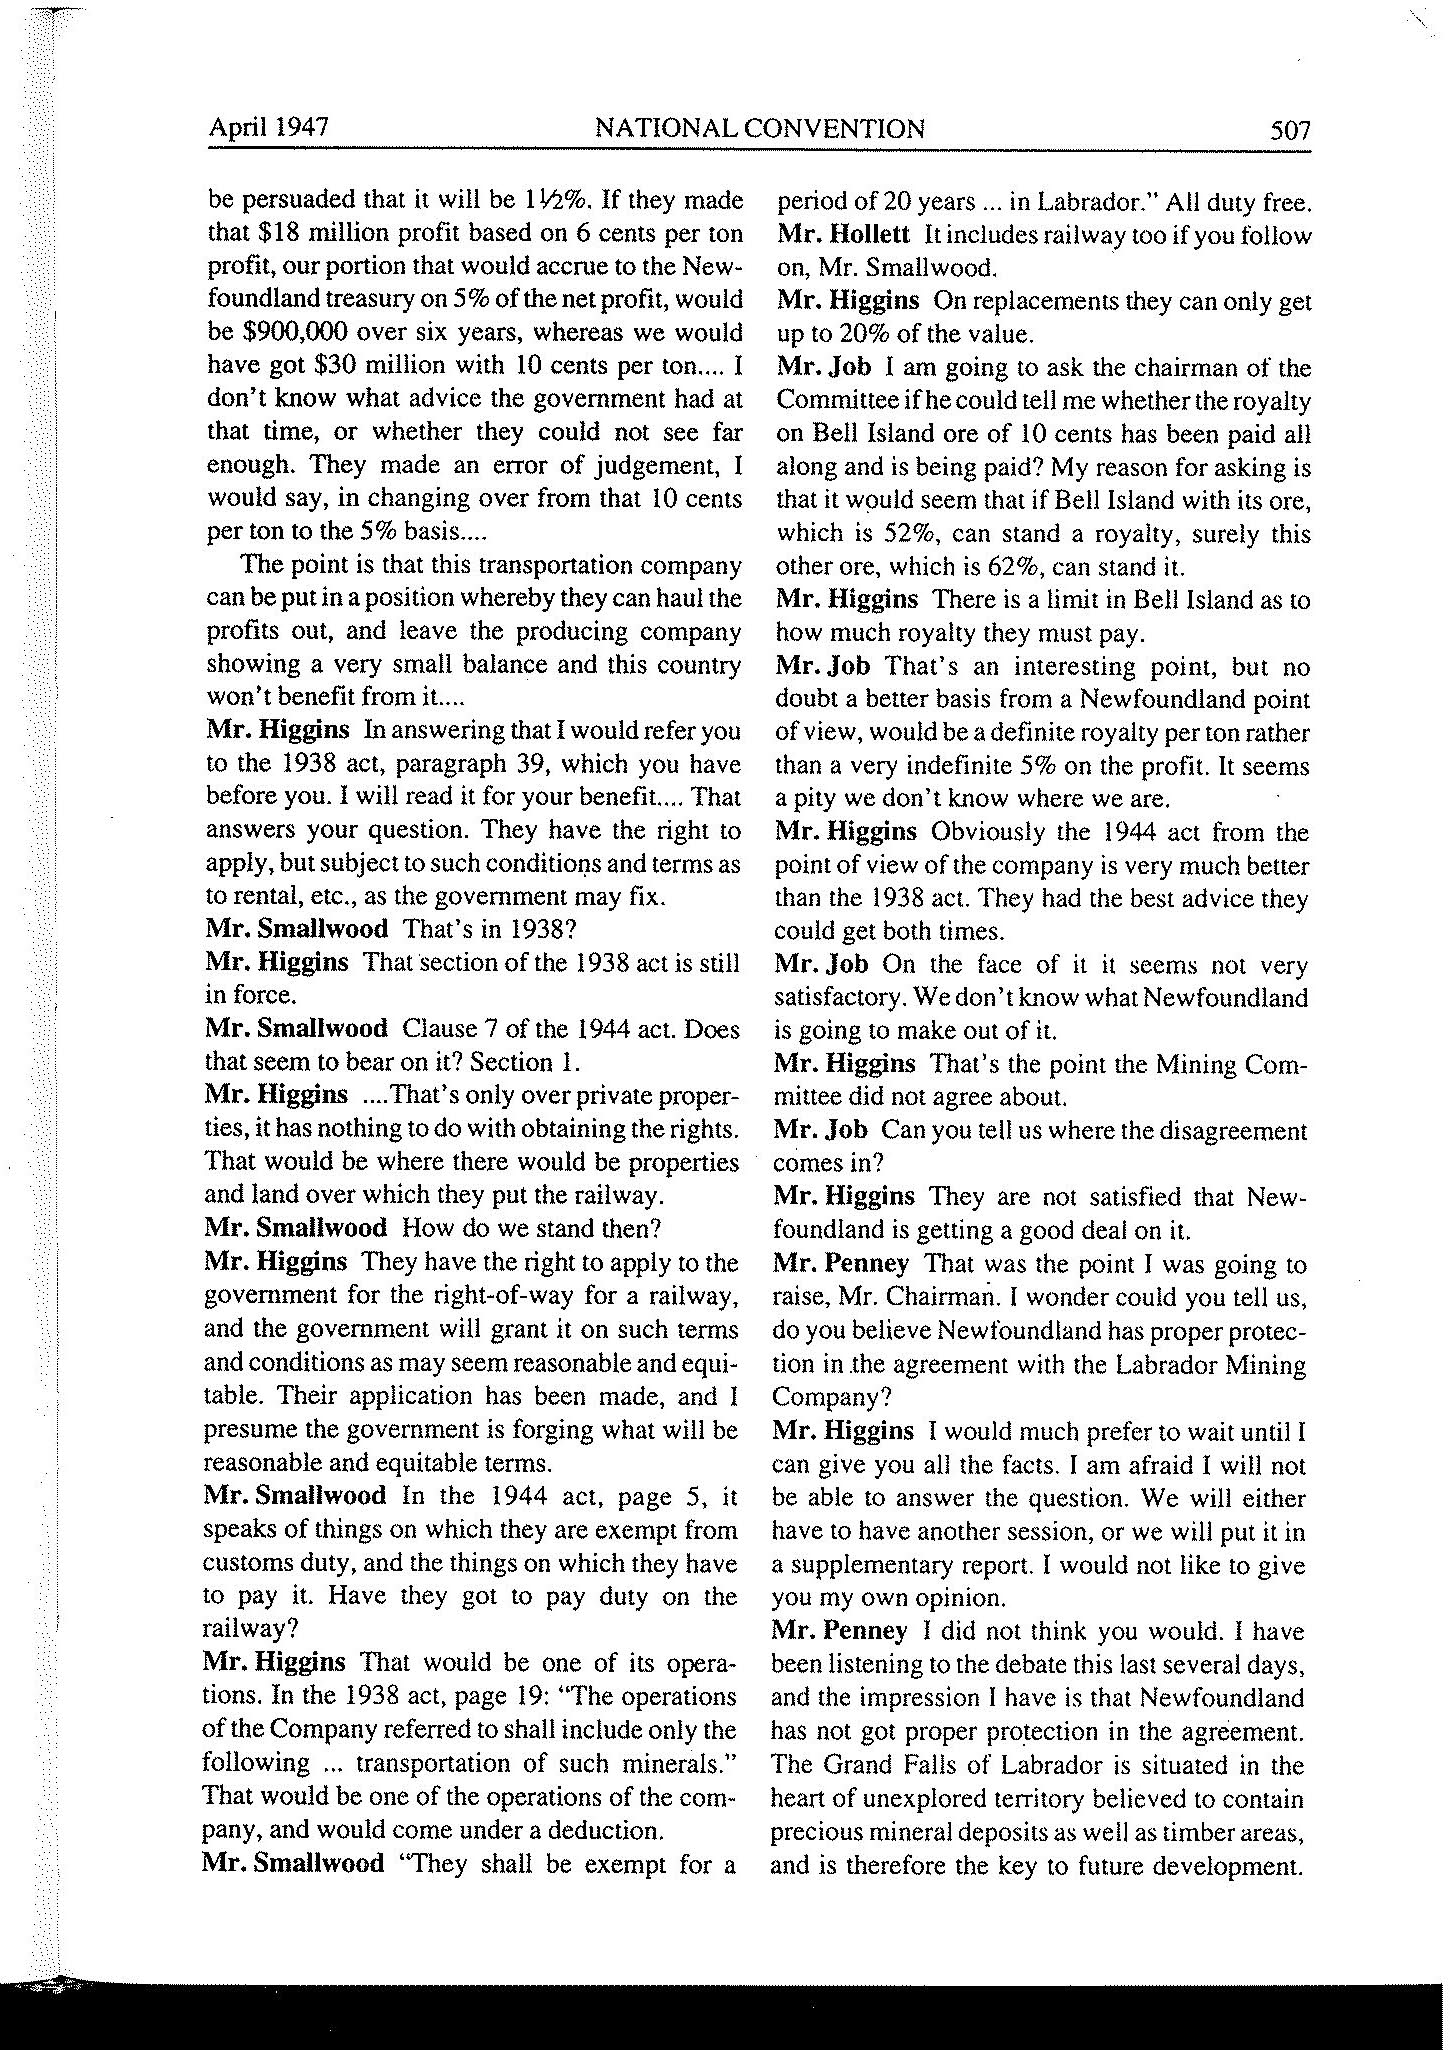 April 1947 NATIONAL CONVENTION 507
be persuaded that it will be 1½%. If they made
that $18 million profit based on 6 cents per ton
profit, our portion that would accrue to the New-
foundland treasury on 5% of the net profit, would
be $900,000 over six years, whereas we would
have got $30 million with 10 cents per ton.... I
don't know what advice the government had at
that time, or whether they could not see far
enough. They made an error of judgement, I
would say, in changing over from that 10 cents
per ton to the 5% basis....
The point is that this transportation company
can be put in a position whereby they can haul the
profits out, and leave the producing company
showing a very small balance and this country
won't benefit from it....
Mr. Higgins In answering that I would refer you
to the 1938 act, paragraph 39, which you have
before you. I will read it for your benefit.... That
answers your question. They have the right to
apply, but subject to such conditions and terms as
to rental, etc., as the government may fix.
Mr. Smallwood That's in 1938?
Mr. Higgins That section of the 1938 act is still
in force.
Mr. Smallwood Clause 7 of the 1944 act. Does
that seem to bear on it? Section 1.
Mr. Higgins ....That's only over private proper-
ties, it has nothing to do with obtaining the rights.
That would be where there would be properties
and land over which they put the railway.
Mr. Smallwood How do we stand then?
Mr. Higgins They have the right to apply to the
government for the right-of-way for a railway,
and the government will grant it on such terms
and conditions as may seem reasonable and equi-
table. Their application has been made, and I
presume the government is forging what will be
reasonable and equitable terms.
Mr. Smallwood In the 1944 act, page 5, it
speaks of things on which they are exempt from
customs duty, and the things on which they have
to pay it. Have they got to pay duty on the
railway?
Mr. Higgins That would be one of its opera-
tions. In the 1938 act, page 19: "The operations
of the Company referred to shall include only the
following ... transportation of such minerals."
That would be one of the operations of the com-
pany, and would come under a deduction.
Mr. Smallwood "They shall be exempt for a
period of 20 years ... in Labrador." All duty free.
Mr. Hollett It includes railway too if you follow
on, Mr. Smallwood.
Mr. Higgins On replacements they can only get
up to 20% of the value.
Mr. Job I am going to ask the chairman of the
Committee if he could tell me whether the royalty
on Bell Island ore of 10 cents has been paid all
along and is being paid? My reason for asking is
that it would seem that if Bell Island with its ore,
which is 52%, can stand a royalty, surely this
other ore, which is 62%, can stand it.
Mr. Higgins There is a limit in Bell Island as to
how much royalty they must pay.
Mr. Job That's an interesting point, but no
doubt a better basis from a Newfoundland point
of view, would be a definite royalty per ton rather
than a very indefinite 5% on the profit. It seems
a pity we don't know where we are.
Mr. Higgins Obviously the 1944 act from the
point of view of the company is very much better
than the 1938 act. They had the best advice they
could get both times.
Mr. Job On the face of it it seems not very
satisfactory. We don't know what Newfoundland
is going to make out of it.
Mr. Higgins That's the point the Mining Com-
mittee did not agree about.
Mr. Job Can you tell us where the disagreement
comes in?
Mr. Higgins They are not satisfied that New-
foundland is getting a good deal on it.
Mr. Penney That was the point I was going to
raise, Mr. Chairman. I wonder could you tell us,
do you believe Newfoundland has proper protec-
tion in the agreement with the Labrador Mining
Company?
Mr. Higgins I would much prefer to wait until I
can give you all the facts. I am afraid I will not
be able to answer the question. We will either
have to have another session, or we will put it in
a supplementary report. I would not like to give
you my own opinion.
Mr. Penney I did not think you would. I have
been listening to the debate this last several days,
and the impression I have is that Newfoundland
has not got proper protection in the agreement.
The Grand Falls of Labrador is situated in the
heart of unexplored territory believed to contain
precious mineral deposits as well as timber areas,
and is therefore the key to future development.